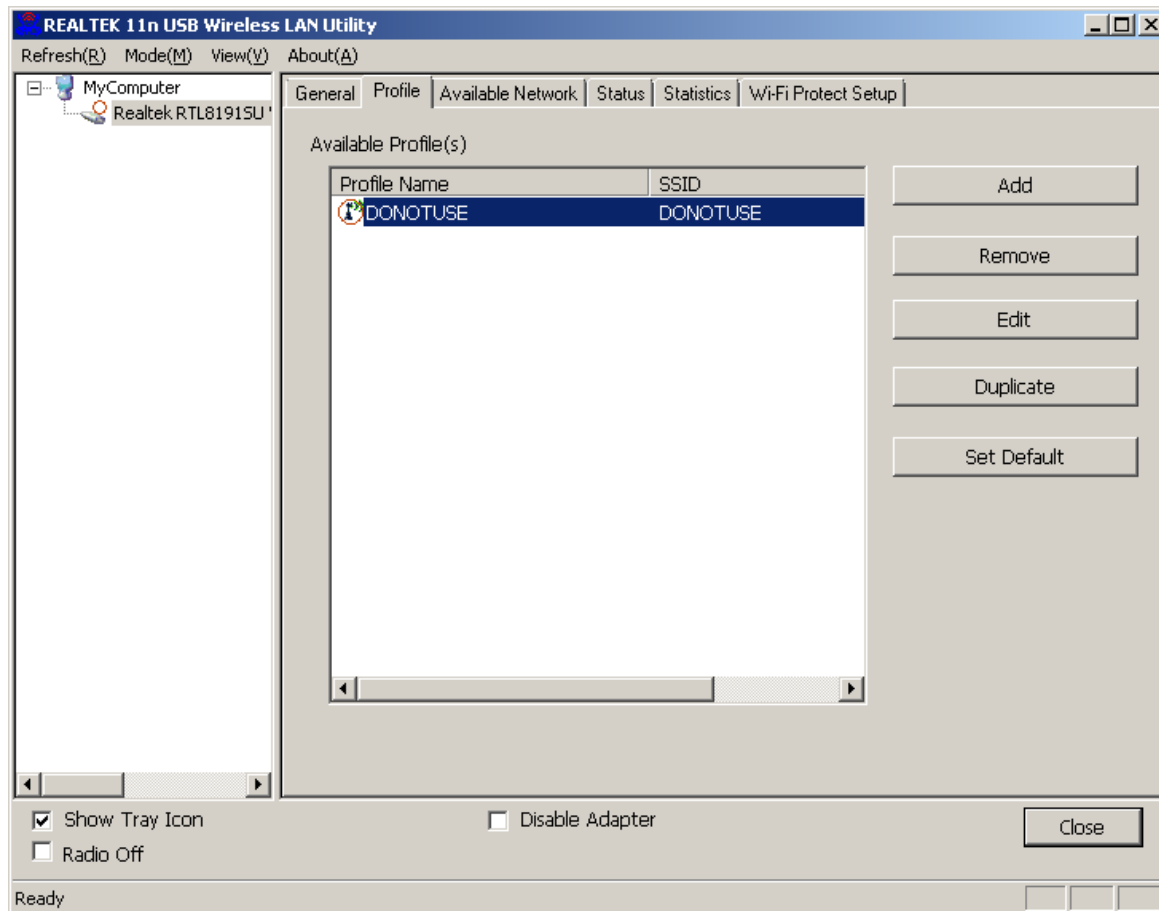 REALTEK 11n USB Wireless LAN Utility
Refresh(R) Mode(M) View(V) About(A)
MyComputer
Realtek RTL8191SU
General Profile Available Network Status Statistics Wi-Fi Protect Setup
Available Profile(s)
Profile Name SSID
DONOTUSE DONOTUSE
Add
Remove
Edit
Duplicate
Set Default
Show Tray Icon
Disable Adapter
Radio Off
Close
Ready